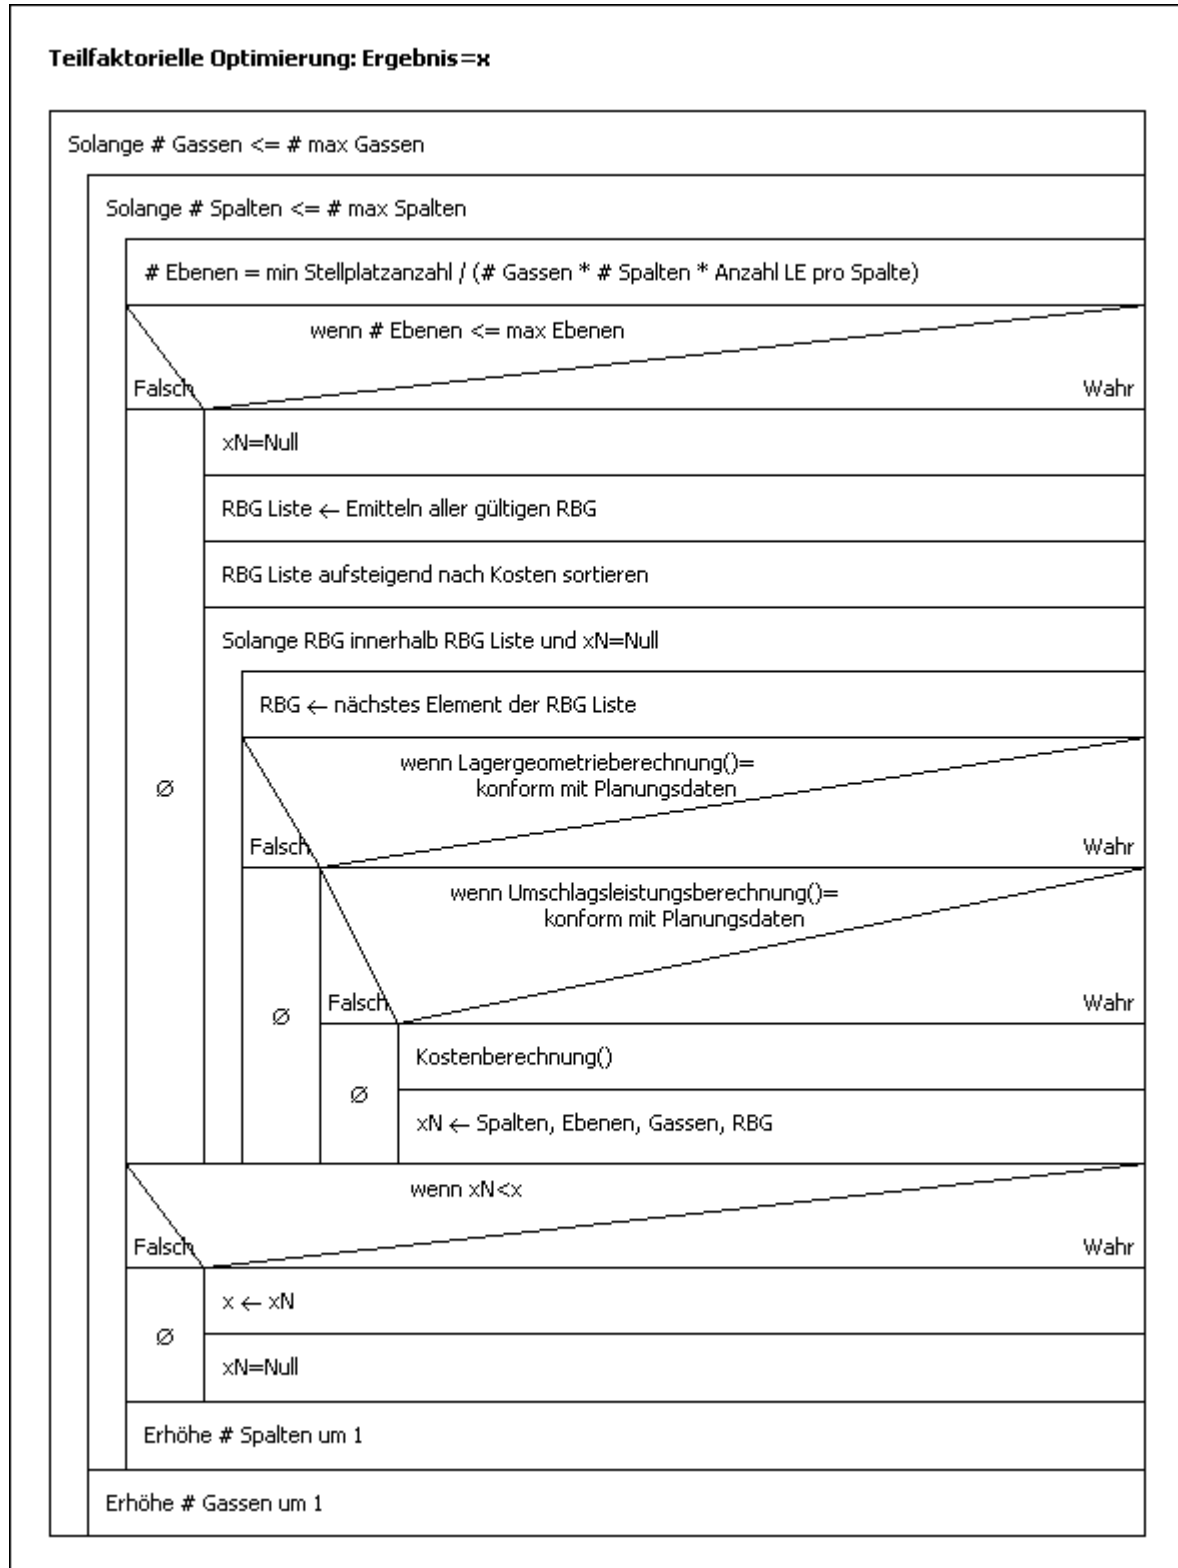 Teilfaktorielle Optimierung: Ergebnis=x
Solange # Gassen <= # max Gassen
Solange # Spalten <= # max Spalten
# Ebenen = min Stellplatzanzahl / (# Gassen * # Spalten * Anzahl LE pro Spalte)
wenn # Ebenen <= max Ebenen
Falsch
Wahr
xN=Null
RBG Liste ← Emitteln aller gültigen RBG
RBG Liste aufsteigend nach Kosten sortieren
Solange RBG innerhalb RBG Liste und xN=Null
RBG ← nächstes Element der RBG Liste
wenn Lagergeometrieberechnung()=
konform mit Planungsdaten
∅
Falsch
Wahr
wenn Umschlagsleistungsberechnung()=
konform mit Planungsdaten
∅
Falsch
Wahr
Kostenberechnung()
∅
xN ← Spalten, Ebenen, Gassen, RBG
wenn xN<x
Falsch
Wahr
x ← xN
∅
xN=Null
Erhöhe # Spalten um 1
Erhöhe # Gassen um 1